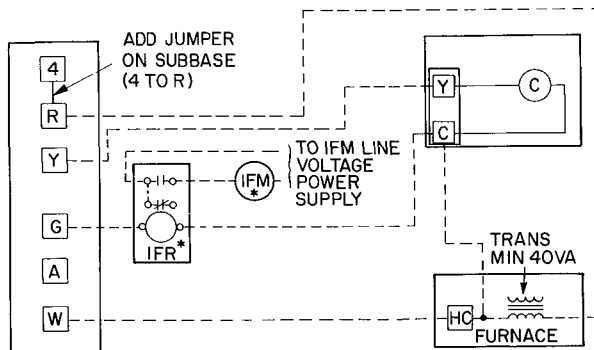 ADD JUMPER
ON SUBBASE
(4 TO R)
4
R
Y
G
A
W
TO IFM LINE
VOLTAGE
POWER
SUPPLY
IFM
*
IFR *
Y
C
C
TRANS
MIN 40VA
HC
FURNACE